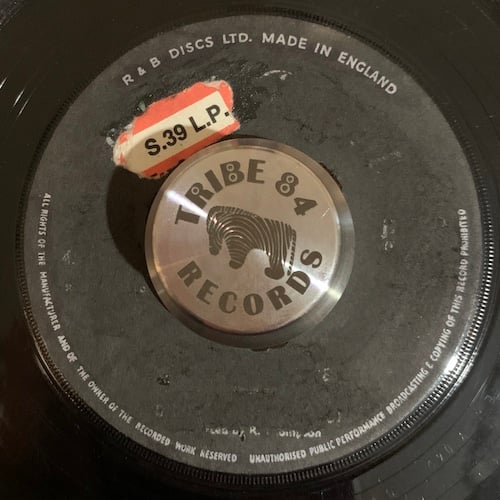 R & B DISCS LTD. MADE IN ENGLAND
S.39 L.P.
TRIBE 84
RECORDS
by R.
ALL RIGHTS OF THE MANUFACTURER AND OF THE OWNER OF THE RECORDED WORK RESERVED
UNAUTHORISED PUBLIC PERFORMANCE BROADCASTING & COPYING OF THIS RECORD PROHIBITED